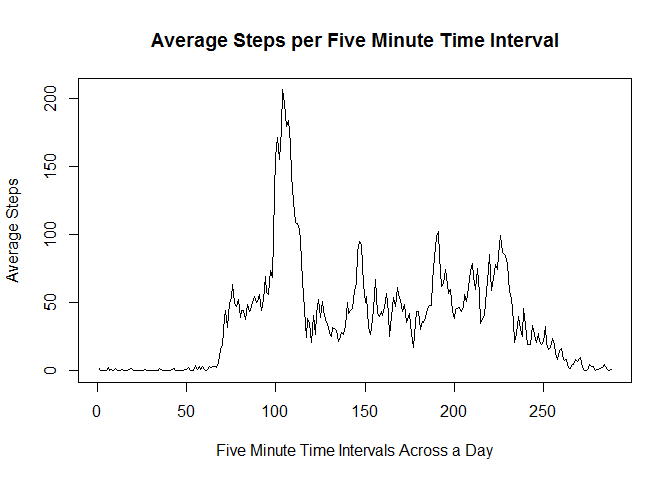 Average Steps per Five Minute Time Interval
Average Steps
200
150
100
50
0
0 50 100 150 200 250
Five Minute Time Intervals Across a Day